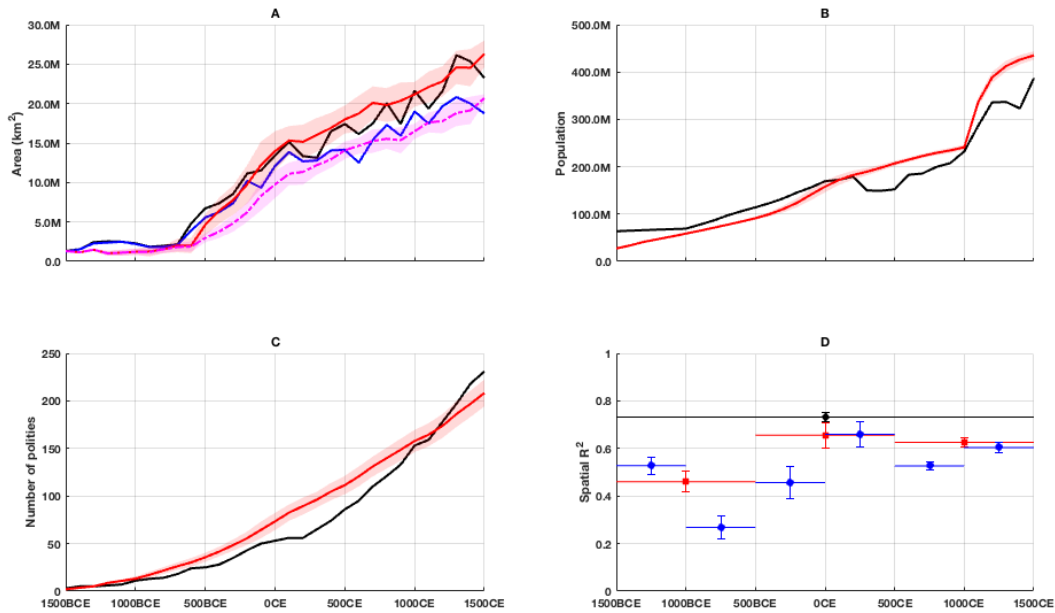 A
30.0M
25.0M
20.0M
15.0M
10.0M
5.0M
0.0
Area (km²)
B
500.0M
400.0M
300.0M
200.0M
100.0M
0.0
Population
C
250
200
150
100
50
0
Number of polities
1500BCE 1000BCE 500BCE 0CE 500CE 1000CE 1500CE
D
1
0.8
0.6
0.4
0.2
0
Spatial R²
1500BCE 1000BCE 500BCE 0CE 500CE 1000CE 1500CE